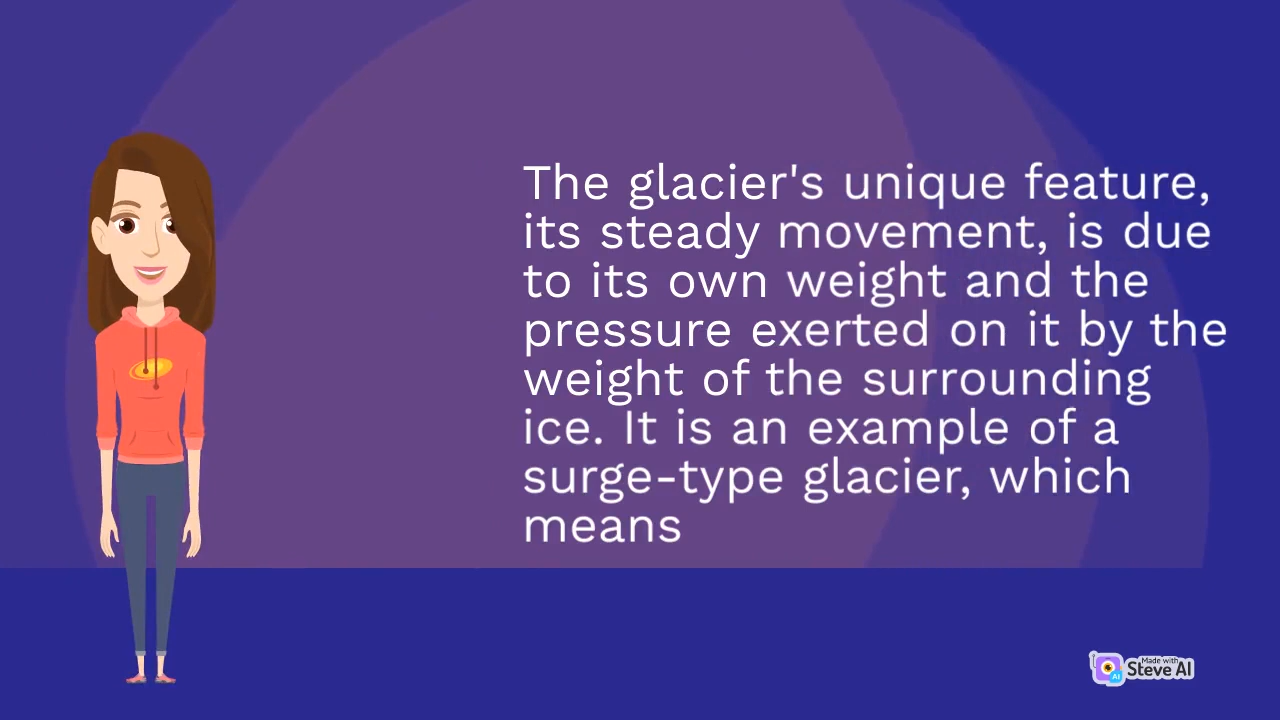 The glacier's unique feature,
its steady movement, is due
to its own weight and the
pressure exerted on it by the
weight of the surrounding
ice. It is an example of a
surge-type glacier, which
means
Made with
Steve AI
AI